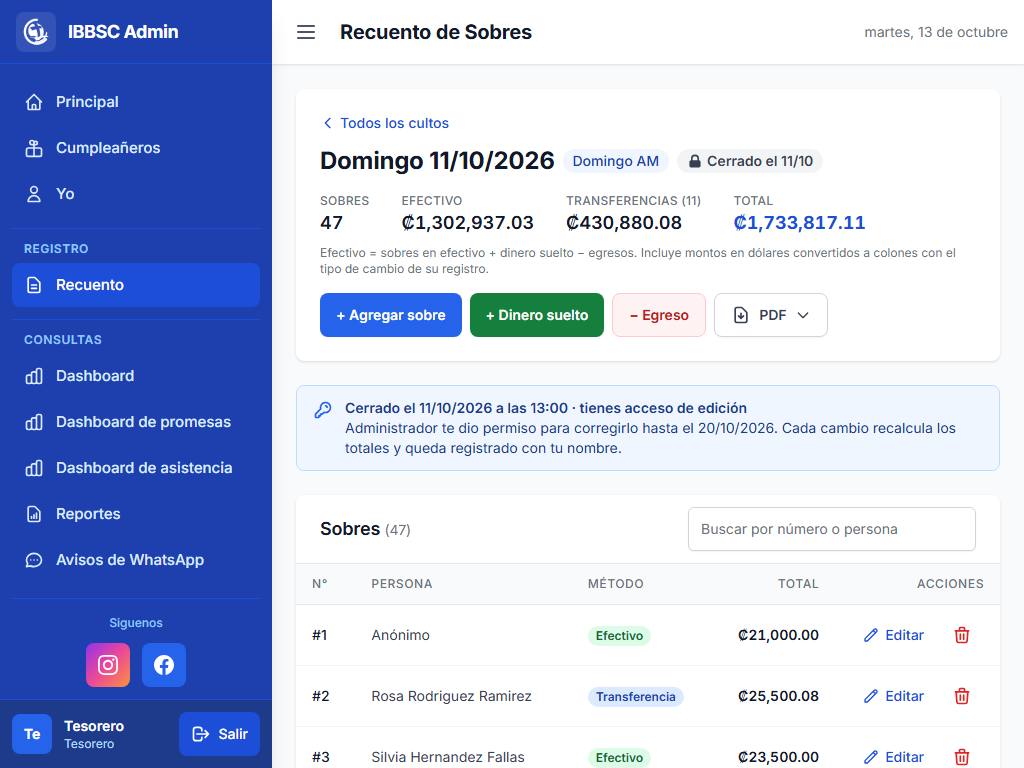 IBBSC Admin
Principal
Cumpleañeros
Yo
REGISTRO
Recuento
CONSULTAS
Dashboard
Dashboard de promesas
Dashboard de asistencia
Reportes
Avisos de WhatsApp
Síguenos
Te
Tesorero
Tesorero
Salir
Recuento de Sobres
martes, 13 de octubre
Todos los cultos
Domingo 11/10/2026
Domingo AM
Cerrado el 11/10
SOBRES
47
EFECTIVO
₡1,302,937.03
TRANSFERENCIAS (11)
₡430,880.08
TOTAL
₡1,733,817.11
Efectivo = sobres en efectivo + dinero suelto − egresos. Incluye montos en dólares convertidos a colones con el
tipo de cambio de su registro.
+ Agregar sobre
+ Dinero suelto
− Egreso
PDF
Cerrado el 11/10/2026 a las 13:00 · tienes acceso de edición
Administrador te dio permiso para corregirlo hasta el 20/10/2026. Cada cambio recalcula los
totales y queda registrado con tu nombre.
Sobres (47)
Buscar por número o persona
N° PERSONA MÉTODO TOTAL ACCIONES
#1 Anónimo Efectivo ₡21,000.00 Editar
#2 Rosa Rodriguez Ramirez Transferencia ₡25,500.08 Editar
#3 Silvia Hernandez Fallas Efectivo ₡23,500.00 Editar